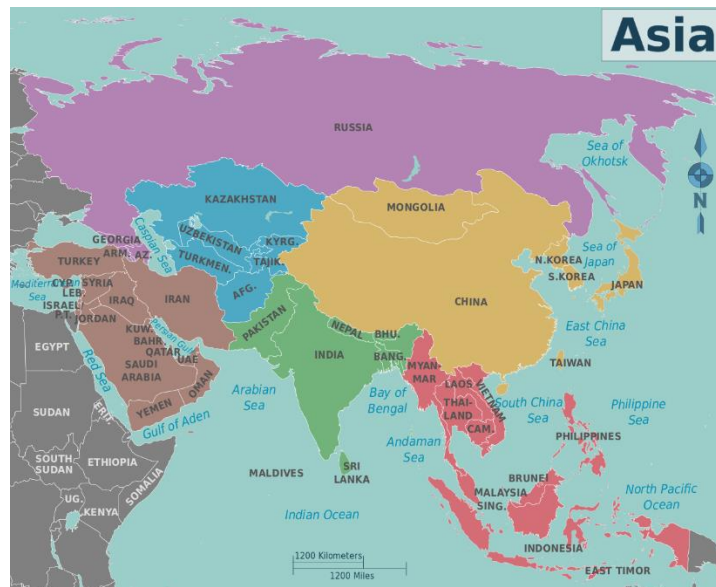 Asia
RUSSIA
Sea of
Okhotsk
N
KAZAKHSTAN
MONGOLIA
Caspian Sea
UZBEKISTAN
KYRG.
GEORGIA
ARM.
AZ.
TURKMEN.
TAJIK.
Sea of
Japan
N.KOREA
S.KOREA
JAPAN
TURKEY
Mediterranean
Sea
CYP.
SYRIA
LEB.
IRAQ
IRAN
AFG.
CHINA
ISRAEL
P.T.
JORDAN
KUW.
Persian Gulf
BAHR.
QATAR
UAE
PAKISTAN
NEPAL
BHU.
East China
Sea
EGYPT
Red Sea
SAUDI
ARABIA
OMAN
INDIA
BANG.
MYAN-
MAR
TAIWAN
LAOS
VIETNAM
Arabian
Sea
Bay of
Bengal
THAI-
LAND
CAM.
South China
Sea
Philippine
Sea
SUDAN
ERIT.
YEMEN
Gulf of Aden
Andaman
Sea
PHILIPPINES
SOUTH
SUDAN
ETHIOPIA
SOMALIA
MALDIVES
SRI
LANKA
BRUNEI
MALAYSIA
SING.
North Pacific
Ocean
UG.
KENYA
Indian Ocean
INDONESIA
EAST TIMOR
1200 Kilometers
1200 Miles